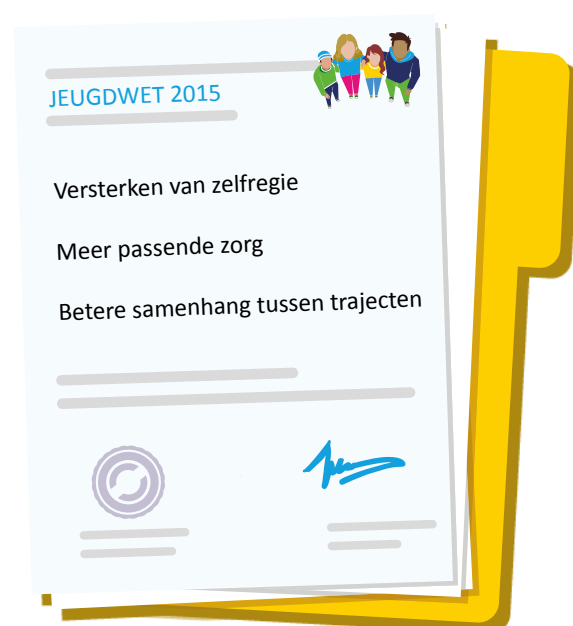 JEUGDWET 2015
Versterken van zelfregie
Meer passende zorg
Betere samenhang tussen trajecten